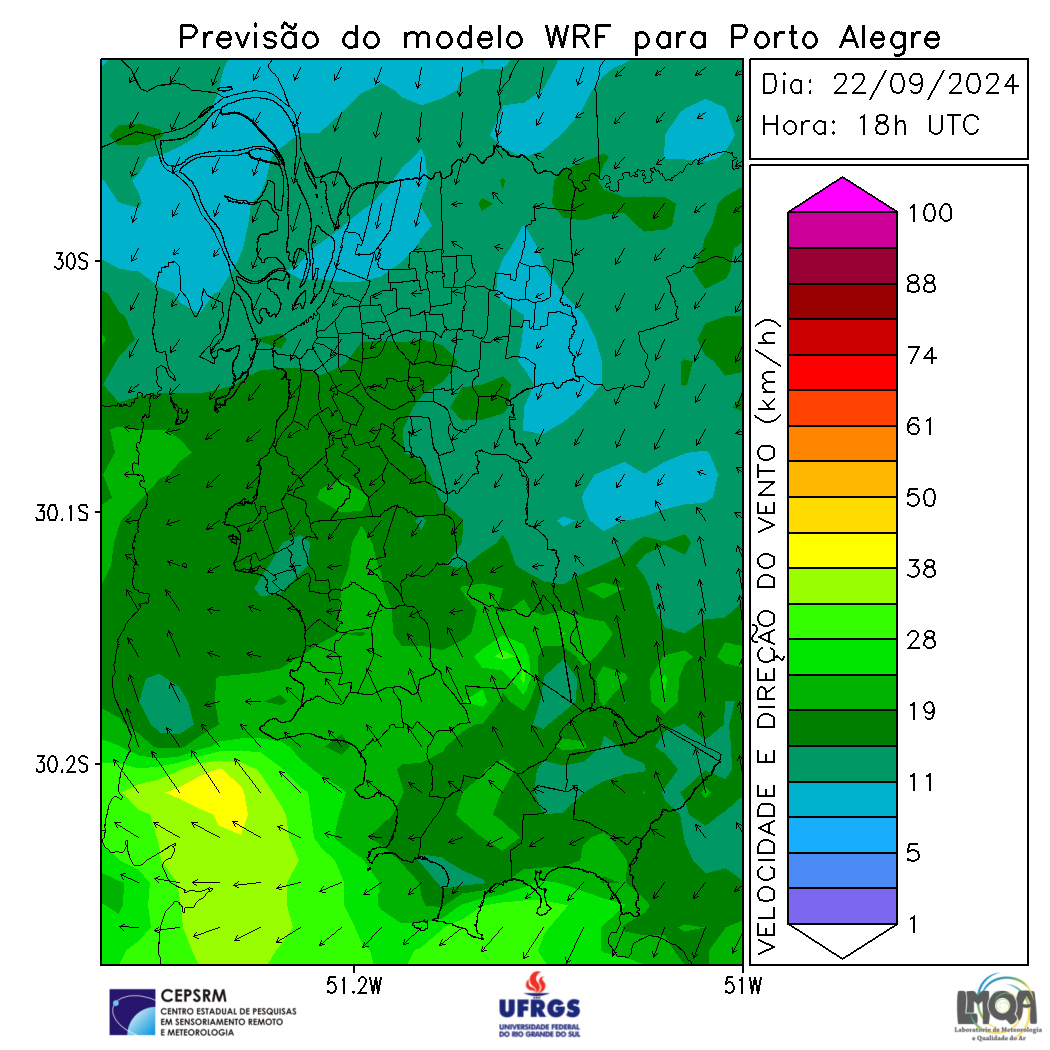 Previsão do modelo WRF para Porto Alegre
Dia: 22/09/2024
Hora: 18h UTC
30S
30.1S
30.2S
51.2W
51W
VELOCIDADE E DIREÇÃO DO VENTO (km/h)
100
88
74
61
50
38
28
19
11
5
1
CEPSRM
CENTRO ESTADUAL DE PESQUISAS
EM SENSORIAMENTO REMOTO
E METEOROLOGIA
UFRGS
UNIVERSIDADE FEDERAL
DO RIO GRANDE DO SUL
LMQA
Laboratório de Meteorologia
e Qualidade do Ar